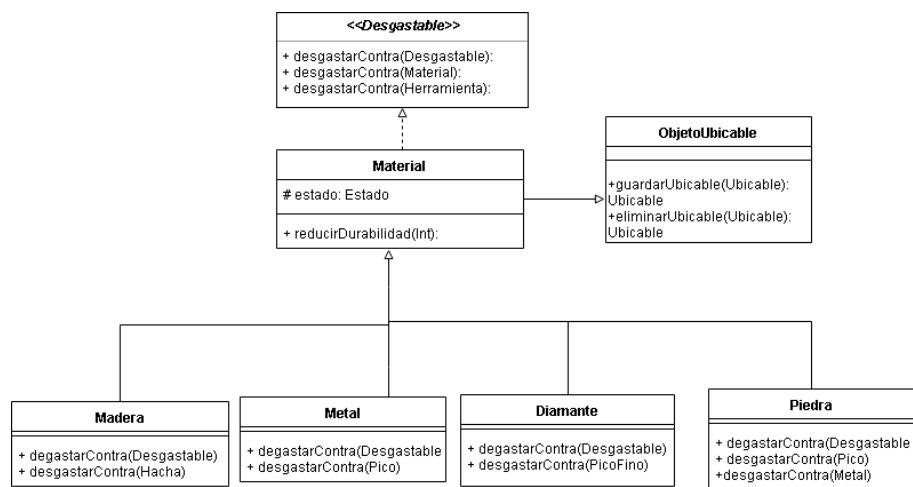 <<Desgastable>>
+ desgastarContra(Desgastable):
+ desgastarContra(Material):
+ desgastarContra(Herramienta):
Material
# estado: Estado
+ reducirDurabilidad(Int):
ObjetoUbicable
+guardarUbicable(Ubicable):
Ubicable
+eliminarUbicable(Ubicable):
Ubicable
Madera
+ degastarContra(Desgastable)
+ desgastarContra(Hacha)
Metal
+ degastarContra(Desgastable
+ desgastarContra(Pico)
Diamante
+ degastarContra(Desgastable)
+ desgastarContra(PicoFino)
Piedra
+ degastarContra(Desgastable
+ desgastarContra(Pico)
+desgastarContra(Metal)